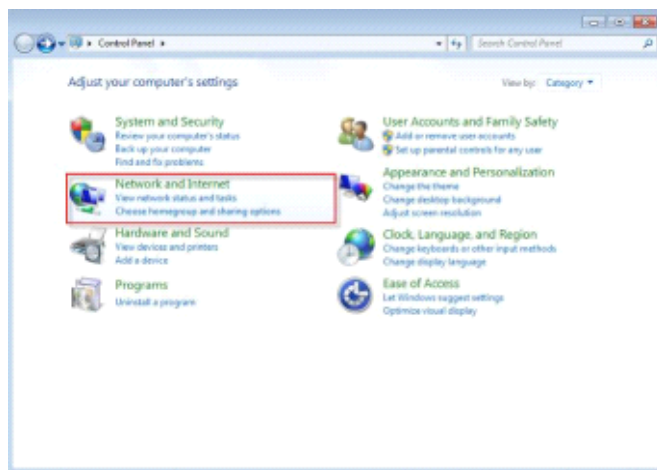 Control Panel
Search Control Panel
Adjust your computer's settings
View by: Category
System and Security
Review your computer's status
Back up your computer
Find and fix problems
Network and Internet
View network status and tasks
Choose homegroup and sharing options
Hardware and Sound
View devices and printers
Add a device
Programs
Uninstall a program
User Accounts and Family Safety
Add or remove user accounts
Set up parental controls for any user
Appearance and Personalization
Change the theme
Change desktop background
Adjust screen resolution
Clock, Language, and Region
Change keyboards or other input methods
Change display language
Ease of Access
Let Windows suggest settings
Optimize visual display